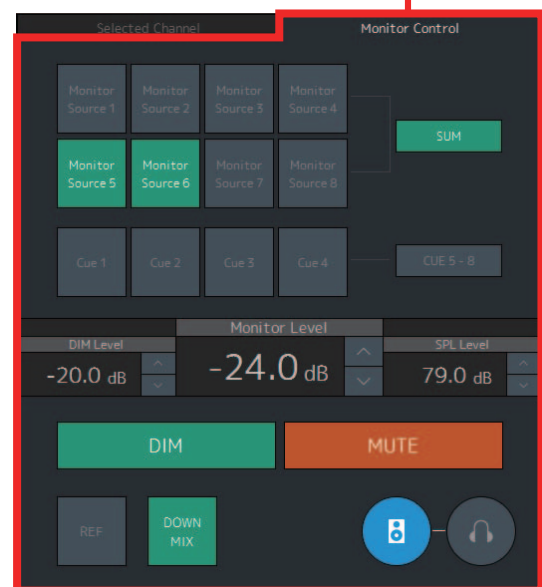 Selected Channel
Monitor Control
Monitor Source 1
Monitor Source 2
Monitor Source 3
Monitor Source 4
SUM
Monitor Source 5
Monitor Source 6
Monitor Source 7
Monitor Source 8
Cue 1
Cue 2
Cue 3
Cue 4
CUE 5 - 8
Monitor Level
DIM Level
SPL Level
-20.0 dB
-24.0 dB
79.0 dB
DIM
MUTE
REF
DOWN
MIX